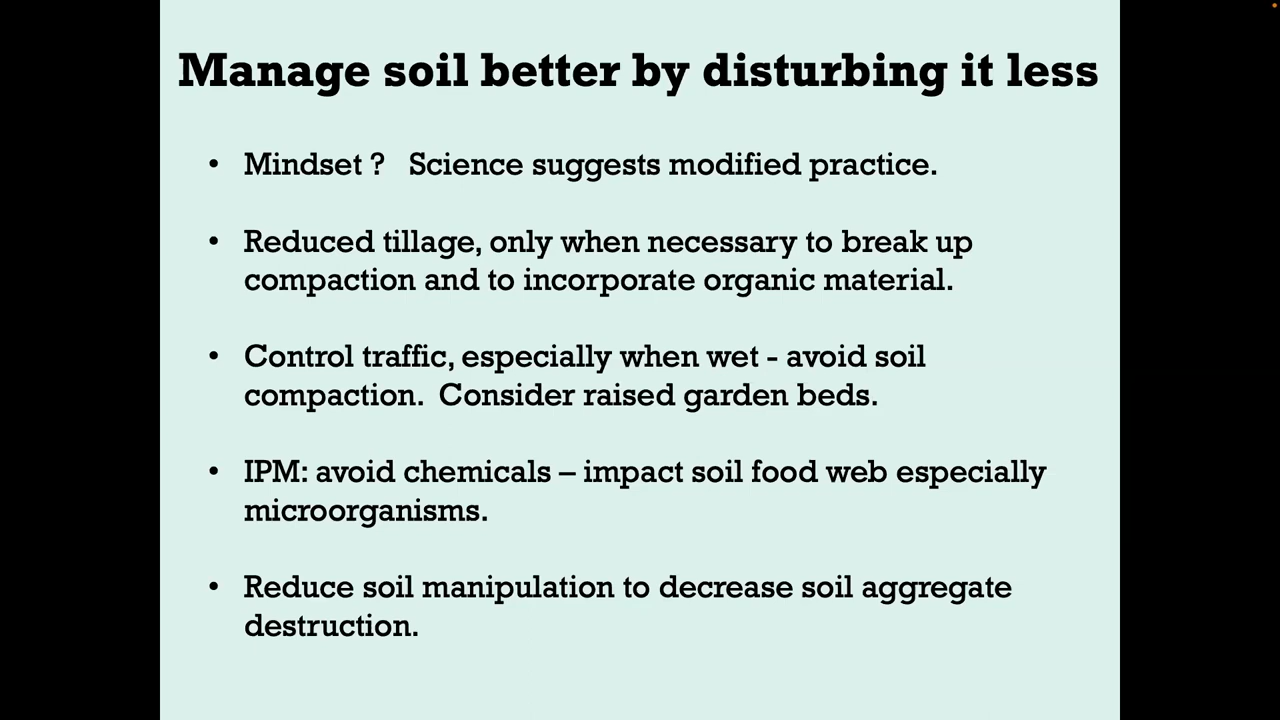 Manage soil better by disturbing it less
• Mindset ? Science suggests modified practice.
• Reduced tillage, only when necessary to break up
compaction and to incorporate organic material.
• Control traffic, especially when wet - avoid soil
compaction. Consider raised garden beds.
• IPM: avoid chemicals – impact soil food web especially
microorganisms.
• Reduce soil manipulation to decrease soil aggregate
destruction.